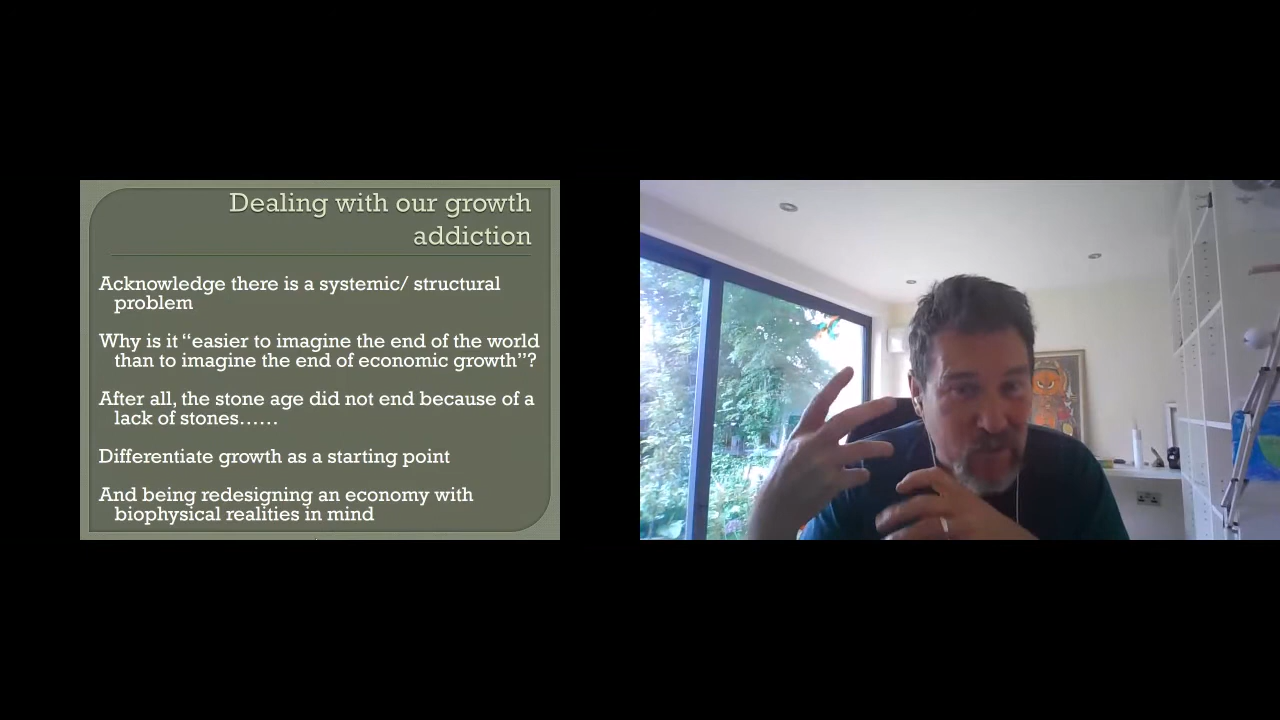 Dealing with our growth
addiction
Acknowledge there is a systemic/ structural
problem
Why is it “easier to imagine the end of the world
than to imagine the end of economic growth”?
After all, the stone age did not end because of a
lack of stones……
Differentiate growth as a starting point
And being redesigning an economy with
biophysical realities in mind